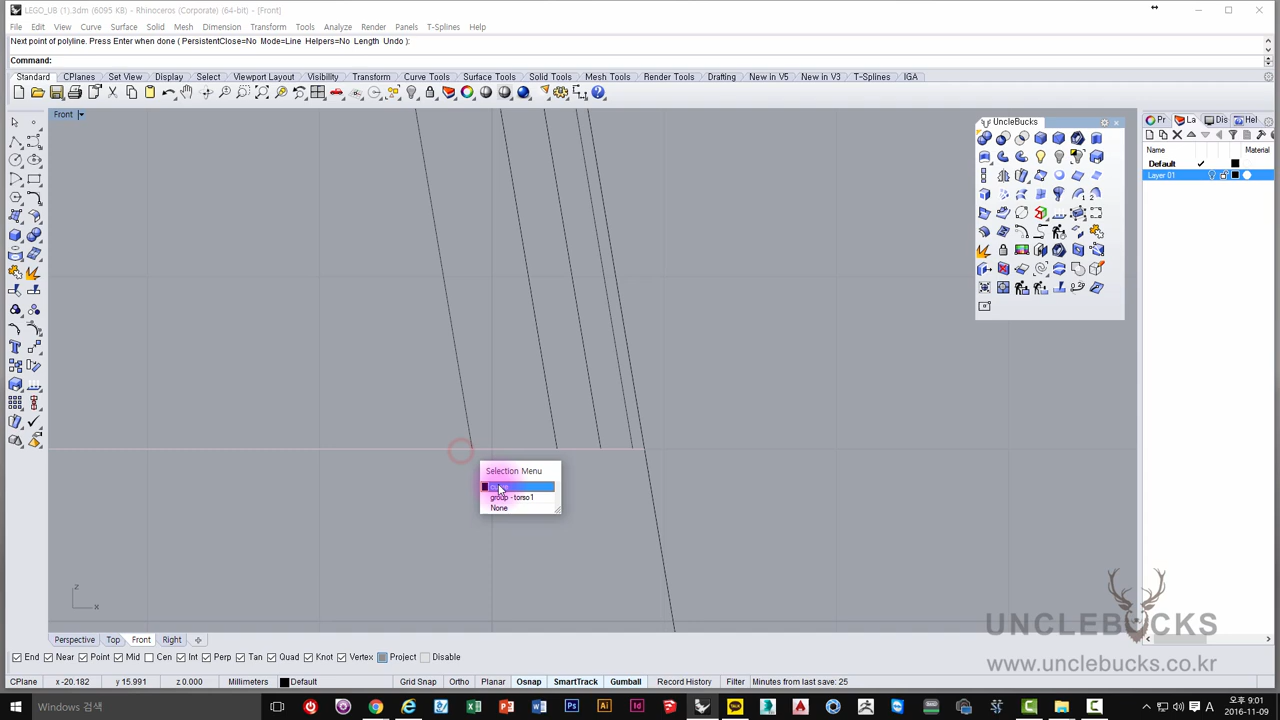 LEGO_UB (1).3dm (6095 KB) - Rhinoceros (Corporate) (64-bit) - [Front]
File Edit View Curve Surface Solid Mesh Dimension Transform Tools Analyze Render Panels T-Splines Help
Next point of polyline. Press Enter when done ( PersistentClose=No Mode=Line Helpers=No Length Undo ):
Command:
Standard CPlanes Set View Display Select Viewport Layout Visibility Transform Curve Tools Surface Tools Solid Tools Mesh Tools Render Tools Drafting New in V5 New in V3 T-Splines IGA
Front
UncleBucks
Pr La Dis Hel
Name Material
Default
Layer 01
Selection Menu
curve
group - torso1
None
z
x
UNCLEBUCKS
www.unclebucks.co.kr
Perspective Top Front Right
End Near Point Mid Cen Int Perp Tan Quad Knot Vertex Project Disable
CPlane x -20.182 y 15.991 z 0.000 Millimeters Default Grid Snap Ortho Planar Osnap SmartTrack Gumball Record History Filter Minutes from last save: 25
Windows 검색
A 오후 9:01
2016-11-09